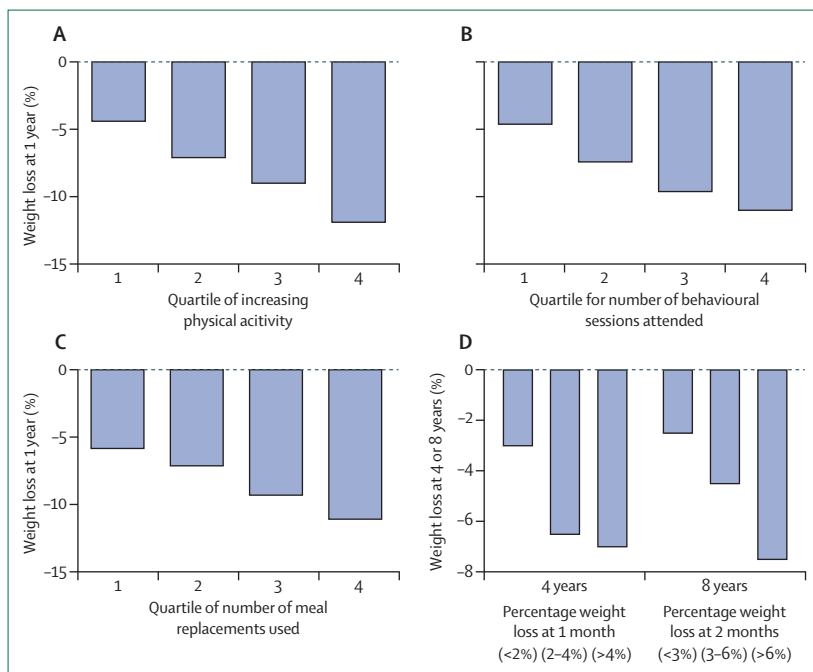 A
0
−5
−10
−15
Weight loss at 1 year (%)
1 2 3 4
Quartile of increasing
physical acitivity
B
0
1 2 3 4
Quartile for number of behavioural
sessions attended
C
0
−5
−10
−15
Weight loss at 1 year (%)
1 2 3 4
Quartile of number of meal
replacements used
D
0
−2
−4
−6
−8
Weight loss at 4 or 8 years (%)
4 years 8 years
Percentage weight
loss at 1 month
(<2%) (2–4%) (>4%)
Percentage weight
loss at 2 months
(<3%) (3–6%) (>6%)